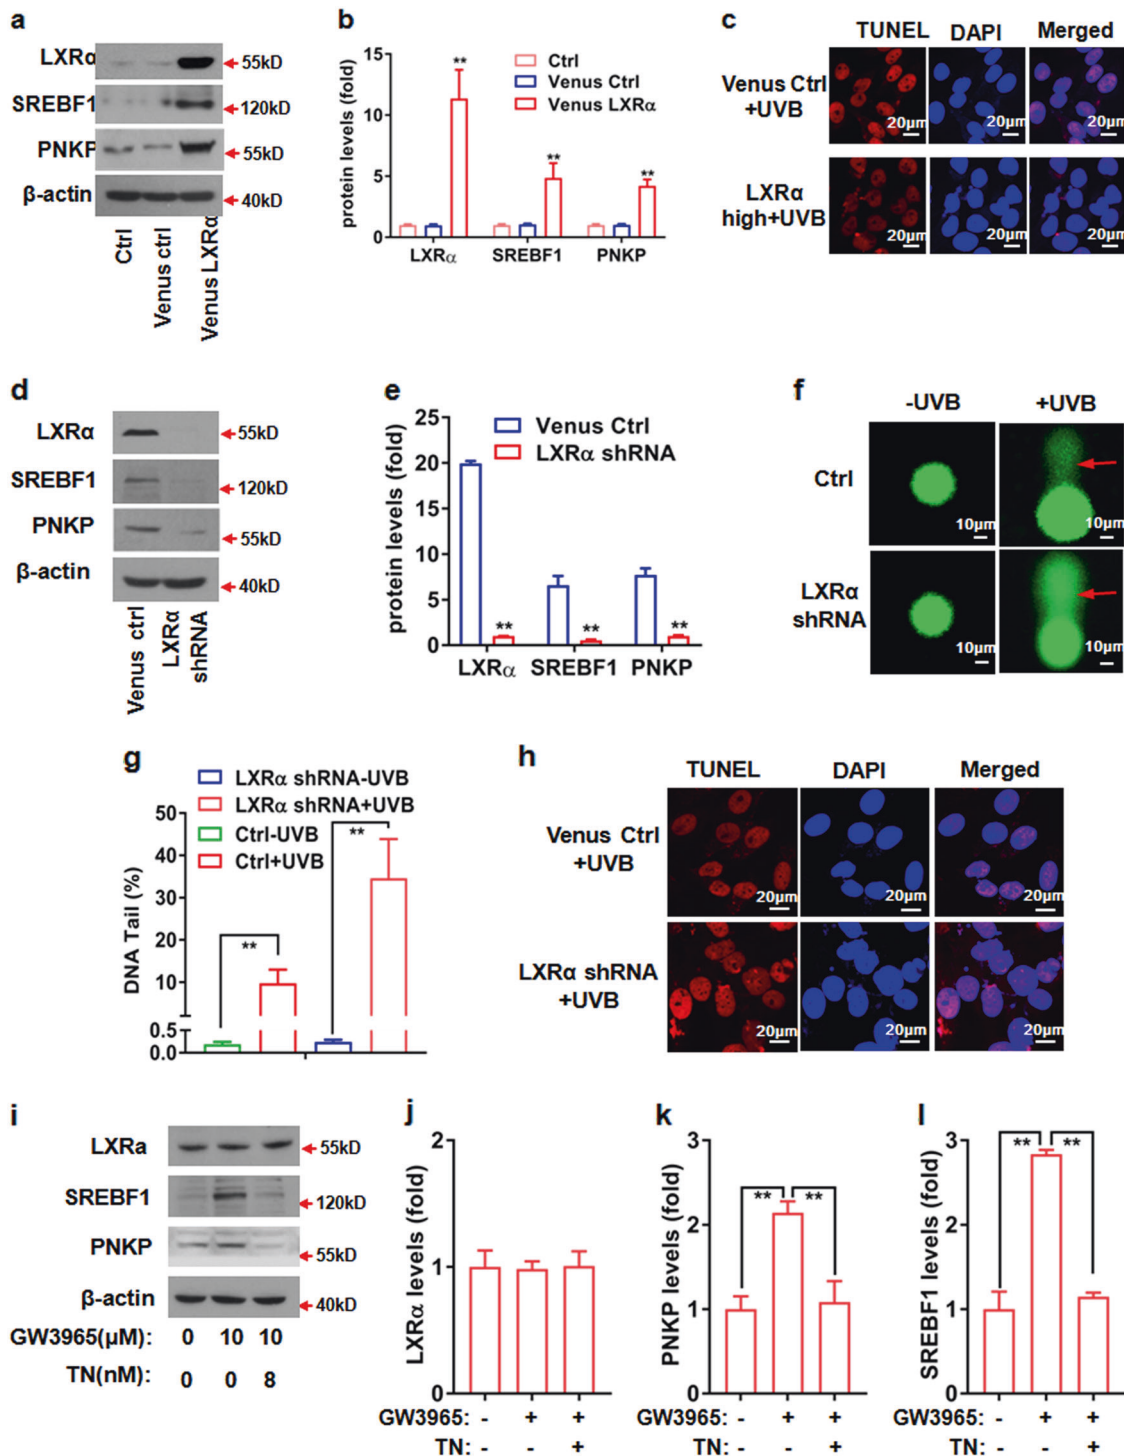 a
LXRα
55kD
SREBF1
120kD
PNKP
55kD
β-actin
40kD
Ctrl
Venus ctrl
Venus LXRα
b
protein levels (fold)
15
10
5
0
Ctrl
Venus Ctrl
Venus LXRα
**
**
**
LXRα SREBF1 PNKP
c
TUNEL DAPI Merged
Venus Ctrl
+UVB
20μm 20μm 20μm
LXRα
high+UVB
20μm 20μm 20μm
d
LXRα
55kD
SREBF1
120kD
PNKP
55kD
β-actin
40kD
Venus ctrl
LXRα
shRNA
e
protein levels (fold)
25
20
15
10
5
0
Venus Ctrl
LXRα shRNA
** ** **
LXRα SREBF1 PNKP
f
-UVB +UVB
Ctrl
10μm 10μm
LXRα
shRNA
10μm 10μm
g
LXRα shRNA-UVB
LXRα shRNA+UVB
Ctrl-UVB
Ctrl+UVB
DNA Tail (%)
50
40
30
20
10
0.5
0.0
**
**
h
TUNEL DAPI Merged
Venus Ctrl
+UVB
20μm 20μm 20μm
LXRα shRNA
+UVB
20μm 20μm 20μm
i
LXRa
55kD
SREBF1
120kD
PNKP
55kD
β-actin
40kD
GW3965(μM): 0 10 10
TN(nM): 0 0 8
j
LXRα levels (fold)
2
1
0
GW3965: - + +
TN: - - +
k
PNKP levels (fold)
3
2
1
0
** **
- + +
- - +
l
SREBF1 levels (fold)
3
2
1
0
** **
GW3965: - + +
TN: - - +